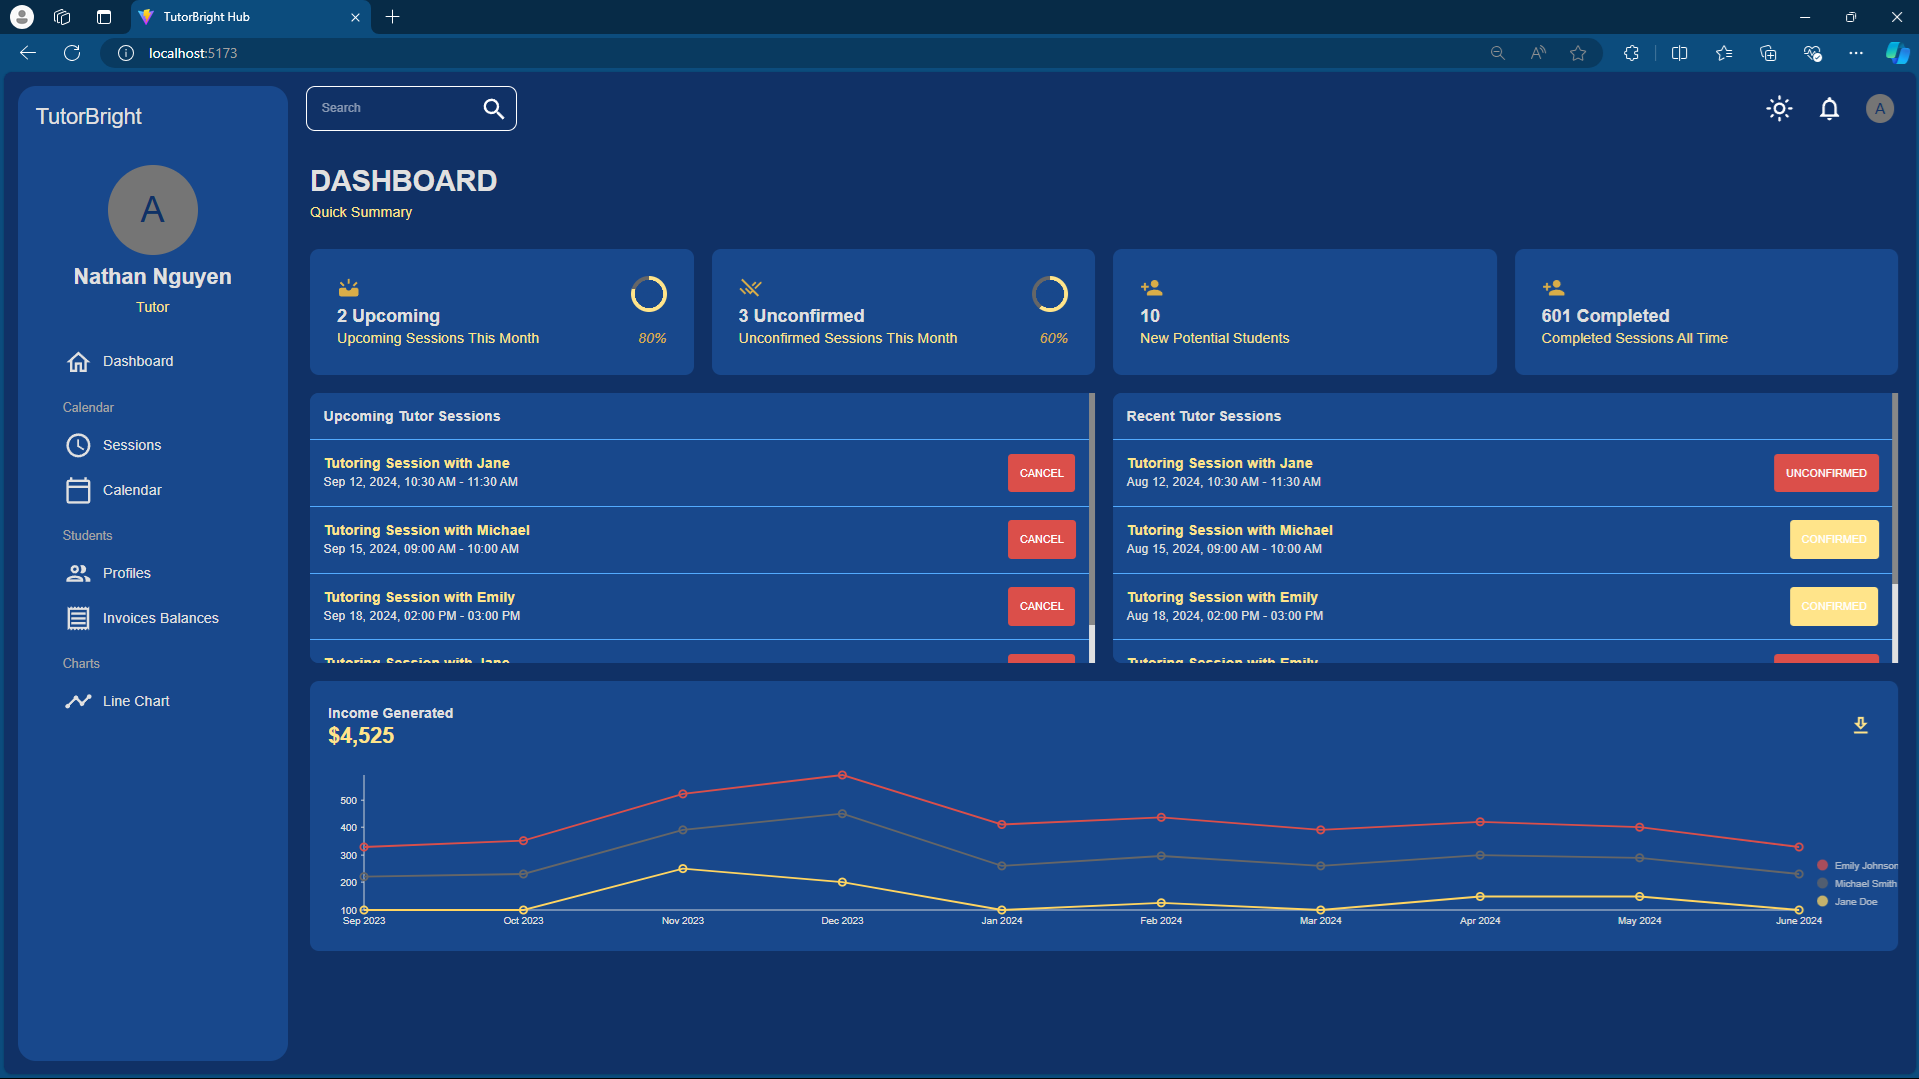 TutorBright Hub
localhost:5173
TutorBright
A
Nathan Nguyen
Tutor
Dashboard
Calendar
Sessions
Calendar
Students
Profiles
Invoices Balances
Charts
Line Chart
Search
A
DASHBOARD
Quick Summary
2 Upcoming
Upcoming Sessions This Month
80%
3 Unconfirmed
Unconfirmed Sessions This Month
60%
10
New Potential Students
601 Completed
Completed Sessions All Time
Upcoming Tutor Sessions
Tutoring Session with Jane
Sep 12, 2024, 10:30 AM - 11:30 AM
CANCEL
Tutoring Session with Michael
Sep 15, 2024, 09:00 AM - 10:00 AM
CANCEL
Tutoring Session with Emily
Sep 18, 2024, 02:00 PM - 03:00 PM
CANCEL
Tutoring Session with Jane
Recent Tutor Sessions
Tutoring Session with Jane
Aug 12, 2024, 10:30 AM - 11:30 AM
UNCONFIRMED
Tutoring Session with Michael
Aug 15, 2024, 09:00 AM - 10:00 AM
CONFIRMED
Tutoring Session with Emily
Aug 18, 2024, 02:00 PM - 03:00 PM
CONFIRMED
Tutoring Session with Emily
Income Generated
$4,525
500
400
300
200
100
Sep 2023
Oct 2023
Nov 2023
Dec 2023
Jan 2024
Feb 2024
Mar 2024
Apr 2024
May 2024
June 2024
Emily Johnson
Michael Smith
Jane Doe